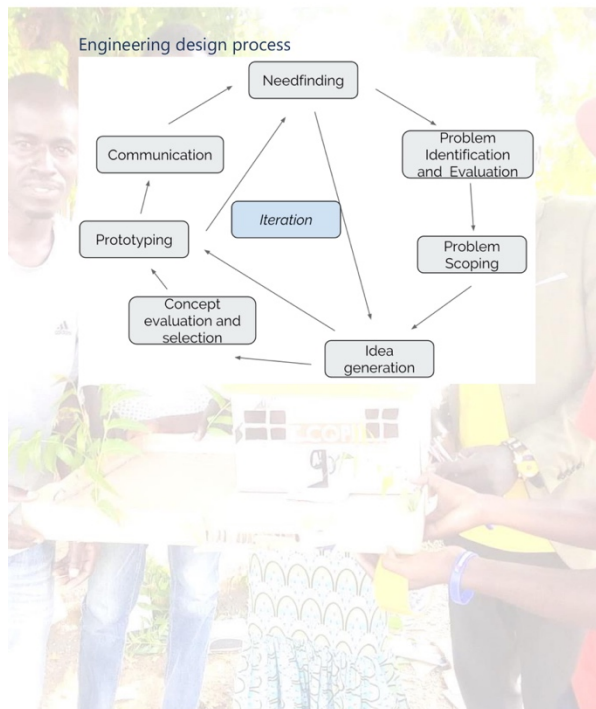 Engineering design process
Needfinding
Problem
Identification
and Evaluation
Communication
Iteration
Prototyping
Problem
Scoping
Concept
evaluation and
selection
Idea
generation